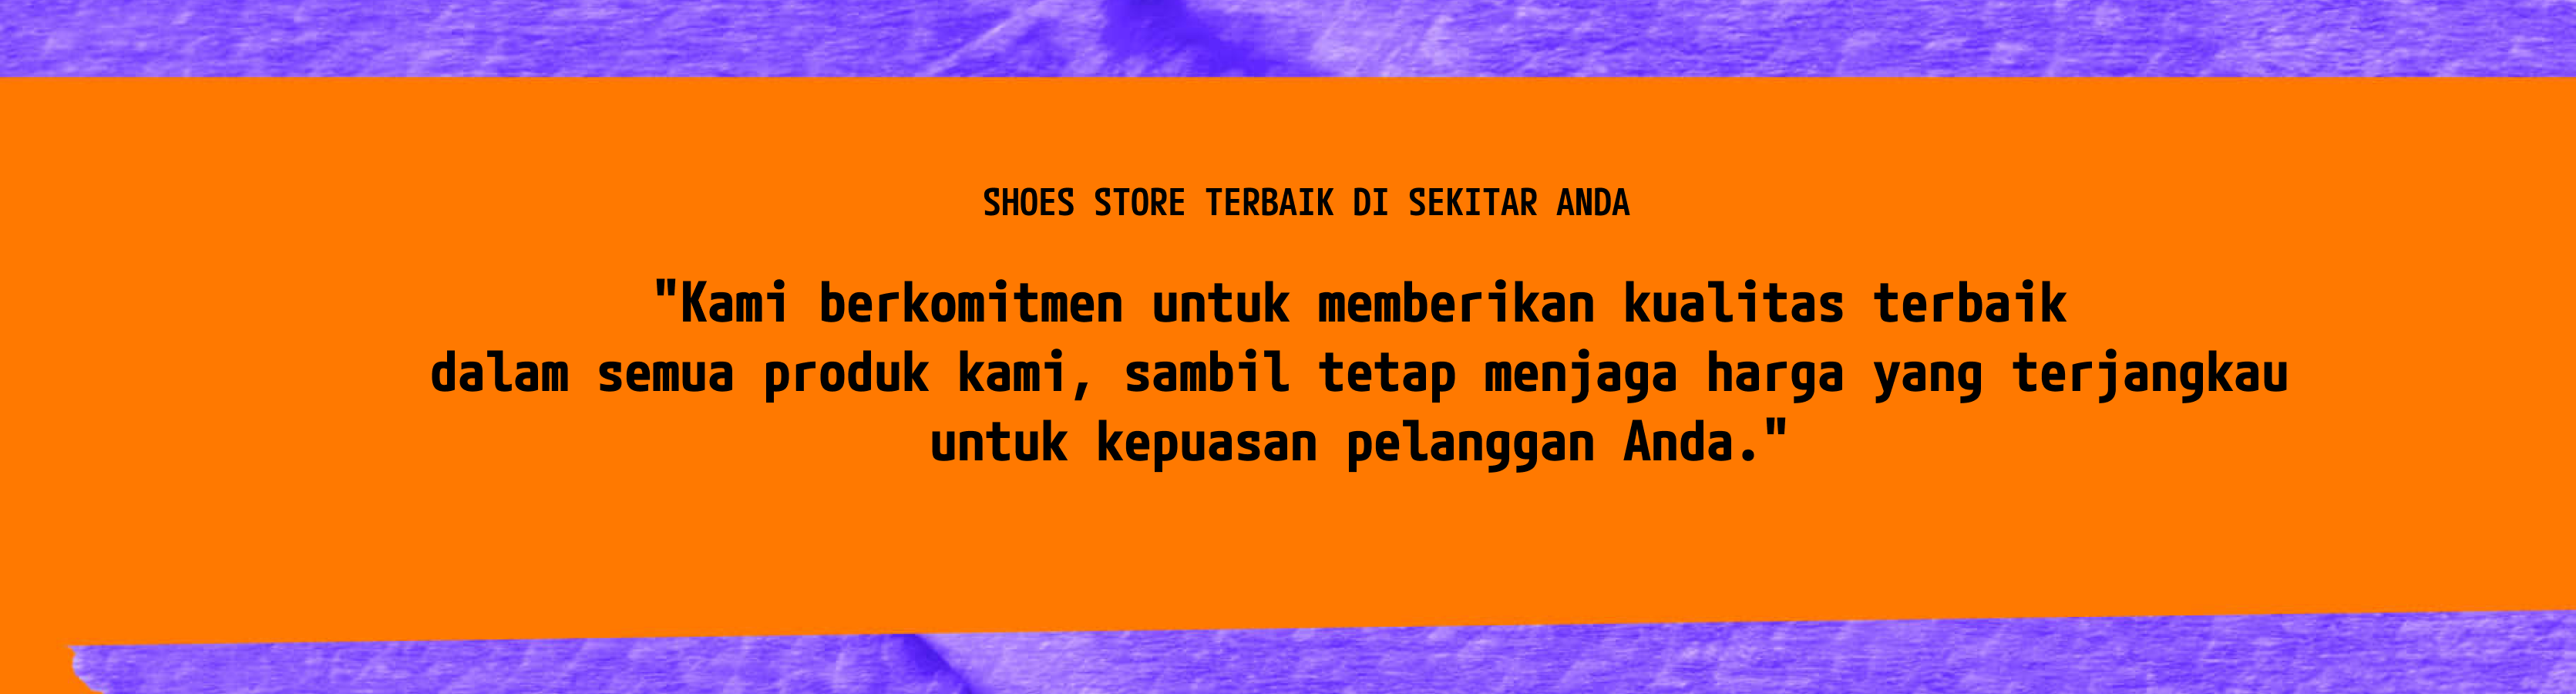 SHOES STORE TERBAIK DI SEKITAR ANDA
"Kami berkomitmen untuk memberikan kualitas terbaik
dalam semua produk kami, sambil tetap menjaga harga yang terjangkau
untuk kepuasan pelanggan Anda."